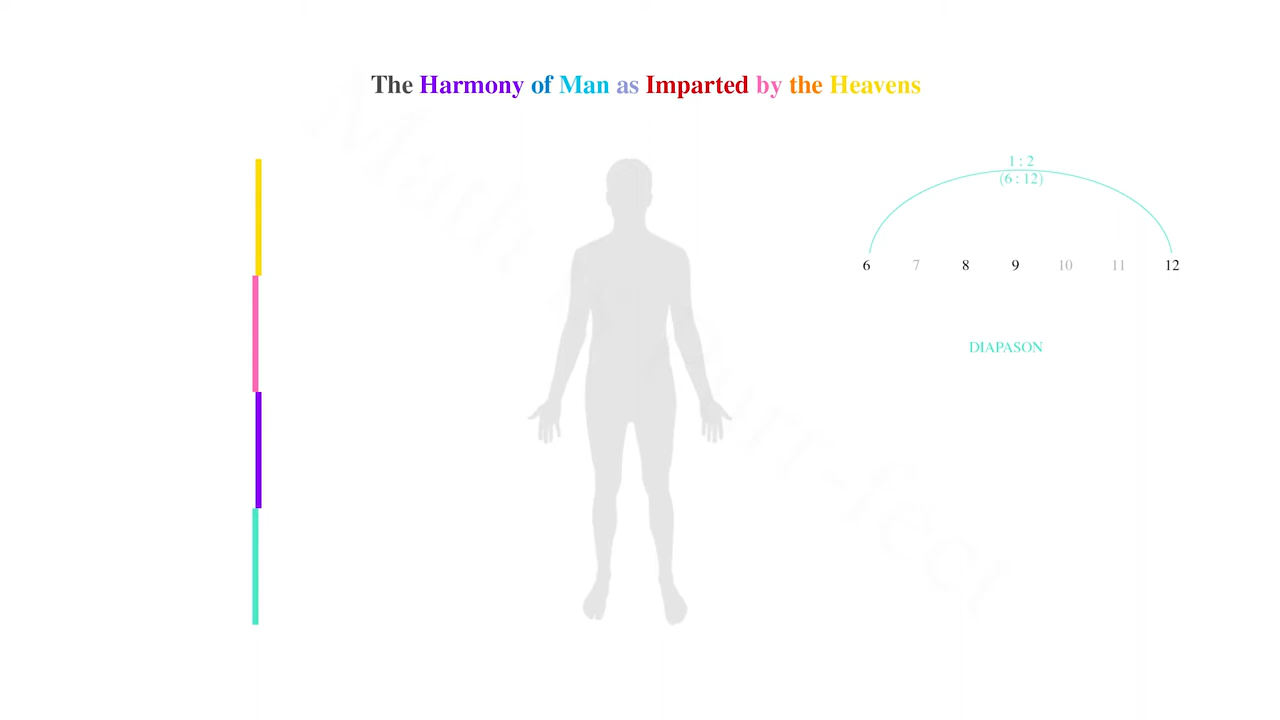 The Harmony of Man as Imparted by the Heavens
1 : 2
(6 : 12)
6 7 8 9 10 11 12
DIAPASON